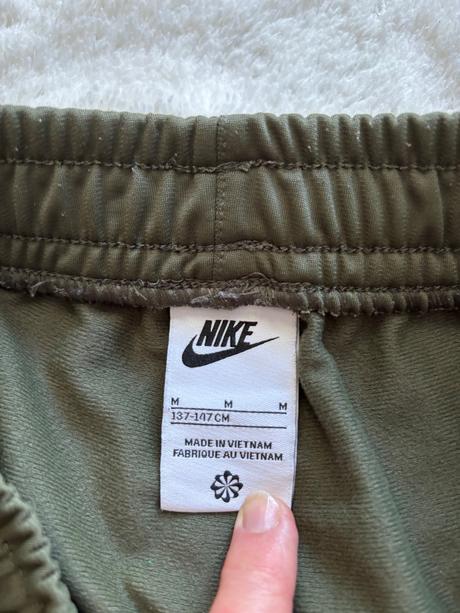 NIKE
M M M
137-147CM
MADE IN VIETNAM
FABRIQUE AU VIETNAM